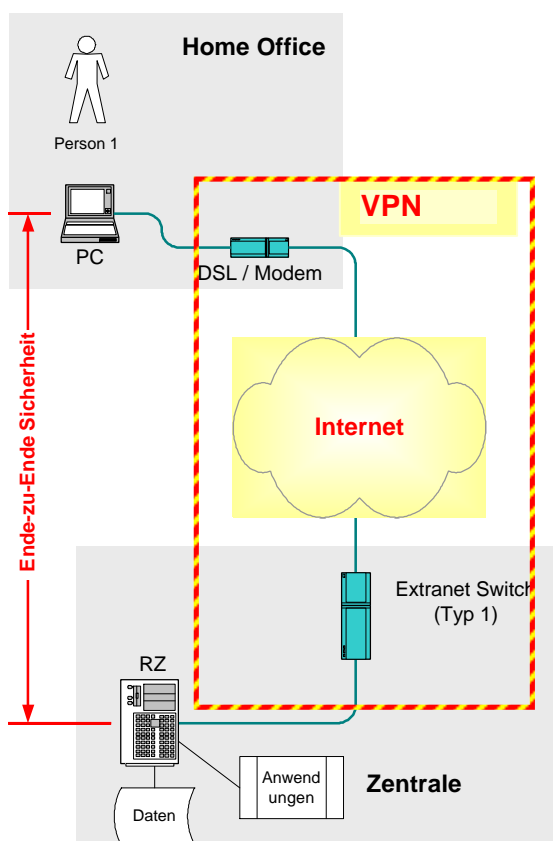 Home Office
Person 1
VPN
PC
DSL / Modem
Ende-zu-Ende Sicherheit
Internet
Extranet Switch
(Typ 1)
RZ
Anwend
ungen
Zentrale
Daten